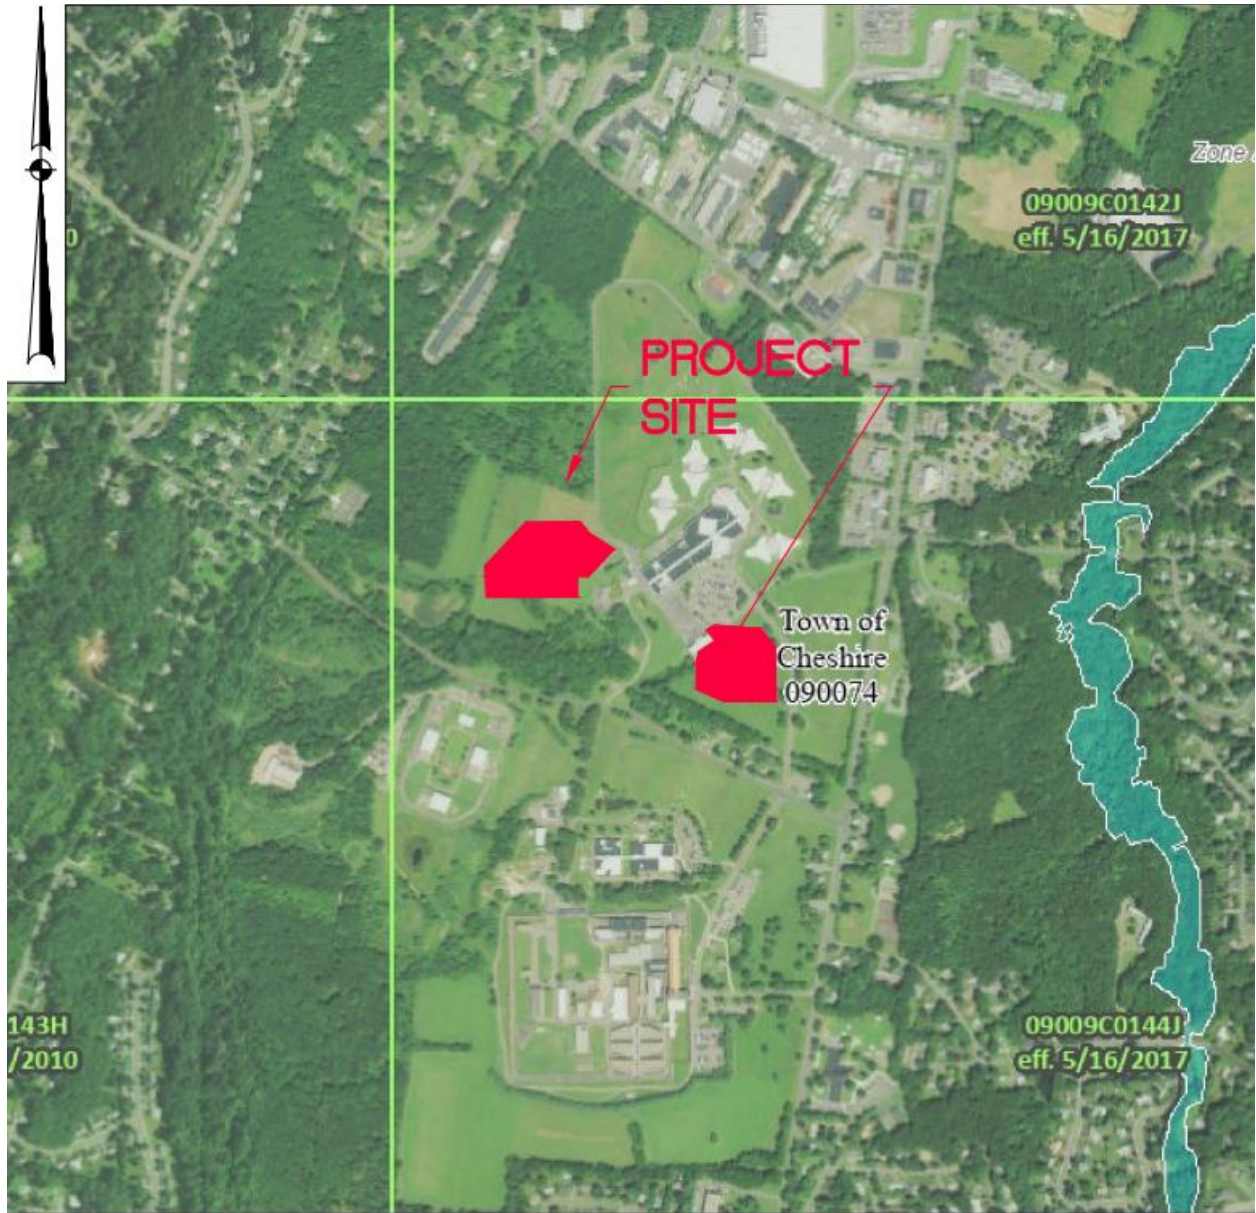 Zone
09009C0142J
eff. 5/16/2017
0
PROJECT
SITE
Town of
Cheshire
090074
143H
/2010
09009C0144J
eff. 5/16/2017